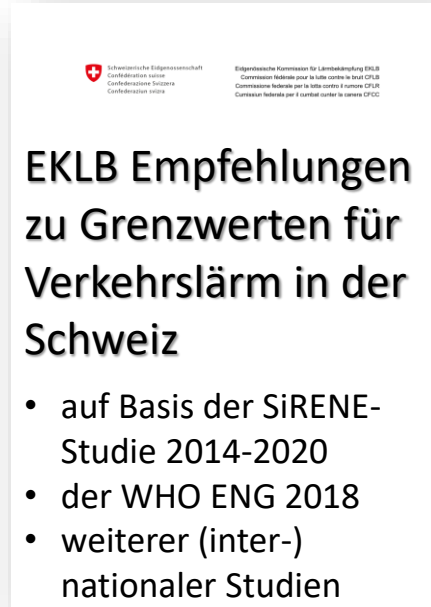 Schweizerische Eidgenossenschaft
Confédération suisse
Confederazione Svizzera
Confederaziun svizra
Eidgenössische Kommission für Lärmbekämpfung EKLB
Commission fédérale pour la lutte contre le bruit CFLB
Commissione federale per la lotta contro il rumore CFLR
Cumissiun federala per il cumbat cunter la canera CFCC
EKLB Empfehlungen
zu Grenzwerten für
Verkehrslärm in der
Schweiz
• auf Basis der SiRENE-
Studie 2014-2020
• der WHO ENG 2018
• weiterer (inter-)
nationaler Studien